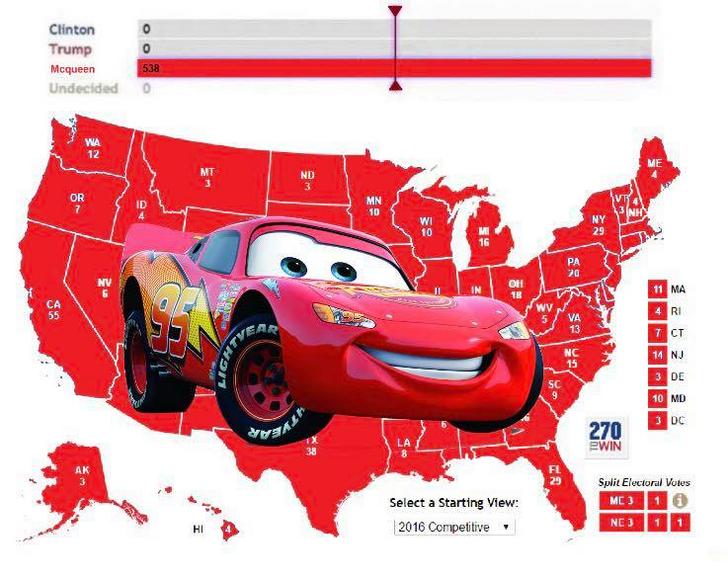 Clinton 0
Trump 0
Mcqueen 538
Undecided 0
WA
12
OR
7
CA
55
NV
6
ID
4
MT
3
ND
3
MN
10
WI
10
MI
16
IL
IN
OH
18
WV
5
VA
13
PA
20
NY
29
VT
3
4
NH
ME
4
NC
15
SC
9
FL
29
LA
8
6
TX
38
AK
3
HI 4
11 MA
4 RI
7 CT
14 NJ
3 DE
10 MD
3 DC
95
LIGHTYEAR
HTYEAR
270
TO WIN
Split Electoral Votes
ME 3 1 i
NE 3 1 1
Select a Starting View:
2016 Competitive